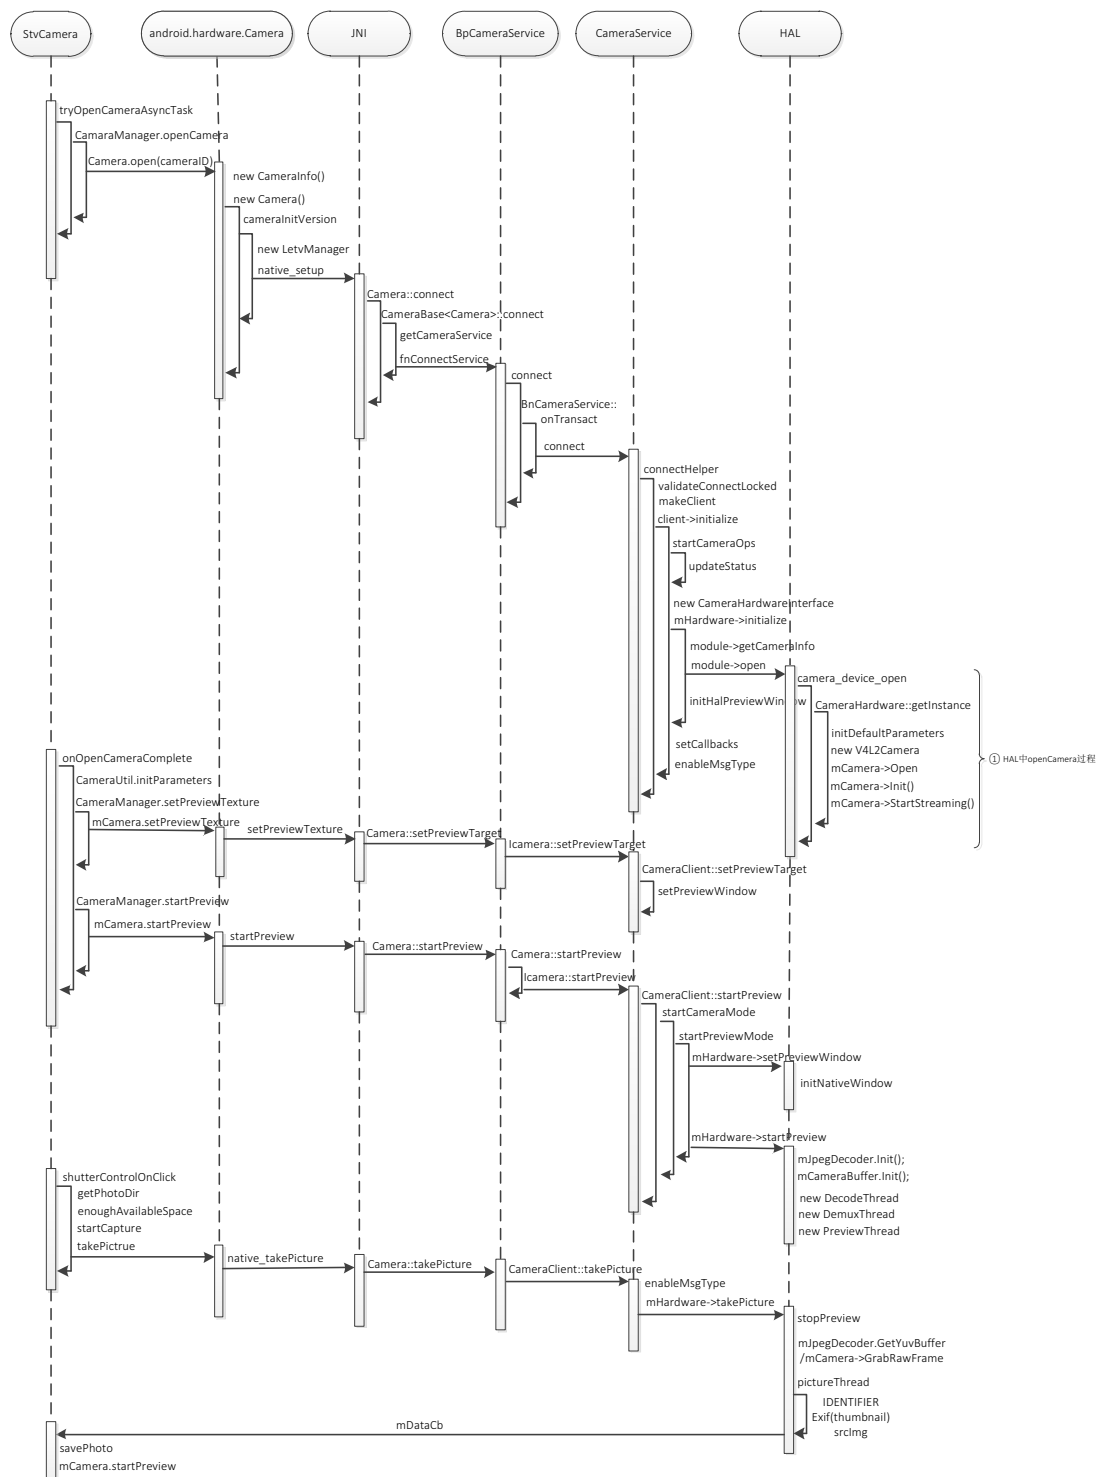 StvCamera
android.hardware.Camera
JNI
BpCameraService
CameraService
HAL
tryOpenCameraAsyncTask
CamaraManager.openCamera
Camera.open(cameraID)
new CameraInfo()
new Camera()
cameraInitVersion
new LetvManager
native_setup
Camera::connect
CameraBase<Camera>::connect
getCameraService
fnConnectService
connect
BnCameraService::
onTransact
connect
connectHelper
validateConnectLocked
makeClient
client->initialize
startCameraOps
updateStatus
new CameraHardwareInterface
mHardware->initialize
module->getCameraInfo
module->open
initHalPreviewWindow
setCallbacks
enableMsgType
camera_device_open
CameraHardware::getInstance
initDefaultParameters
new V4L2Camera
mCamera->Open
mCamera->Init()
mCamera->StartStreaming()
① HAL中openCamera过程
onOpenCameraComplete
CameraUtil.initParameters
CameraManager.setPreviewTexture
mCamera.setPreviewTexture
setPreviewTexture
Camera::setPreviewTarget
Icamera::setPreviewTarget
CameraClient::setPreviewTarget
setPreviewWindow
CameraManager.startPreview
mCamera.startPreview
startPreview
Camera::startPreview
Camera::startPreview
Icamera::startPreview
CameraClient::startPreview
startCameraMode
startPreviewMode
mHardware->setPreviewWindow
initNativeWindow
mHardware->startPreview
mJpegDecoder.Init();
mCameraBuffer.Init();
new DecodeThread
new DemuxThread
new PreviewThread
shutterControlOnClick
getPhotoDir
enoughAvailableSpace
startCapture
takePictrue
native_takePicture
Camera::takePicture
CameraClient::takePicture
enableMsgType
mHardware->takePicture
stopPreview
mJpegDecoder.GetYuvBuffer
/mCamera->GrabRawFrame
pictureThread
IDENTIFIER
Exif(thumbnail)
srcImg
mDataCb
savePhoto
mCamera.startPreview